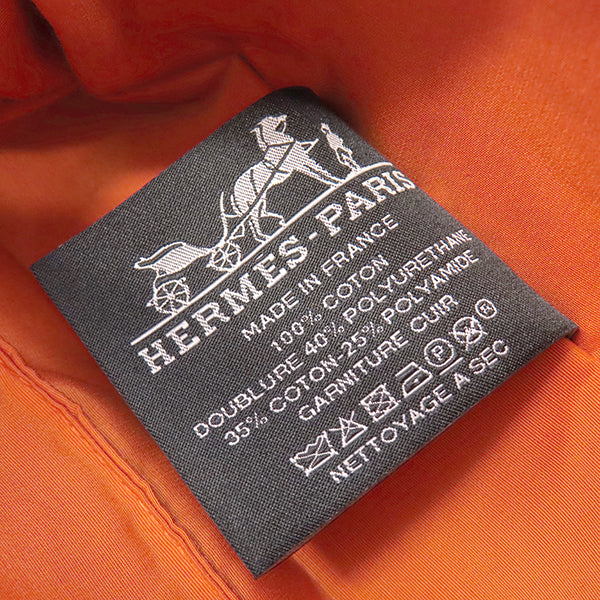 HERMES-PARIS
MADE IN FRANCE
100% COTON
DOUBLURE 40% POLYURETHANE
35% COTON-25% POLYAMIDE
GARNITURE CUIR
P ®
NETTOYAGE A SEC